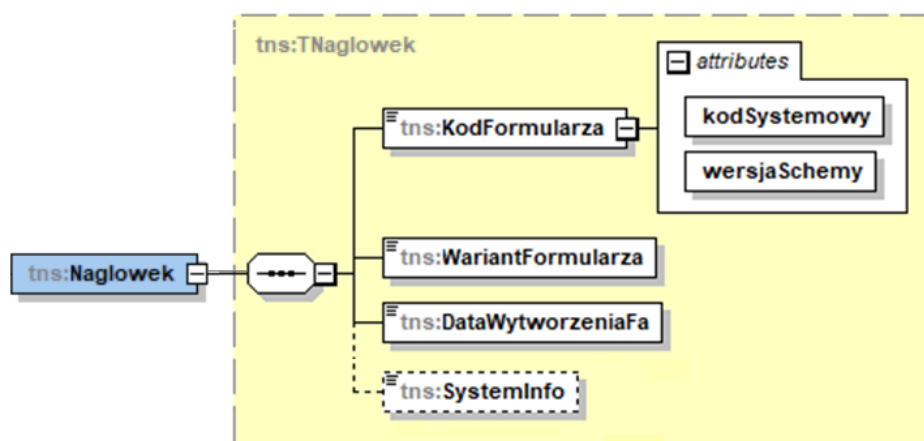 tns:TNaglowek
attributes
tns:KodFormularza
kodSystemowy
wersjaSchemy
tns:WariantFormularza
tns:Naglowek
tns:DataWytworzeniaFa
tns:SystemInfo